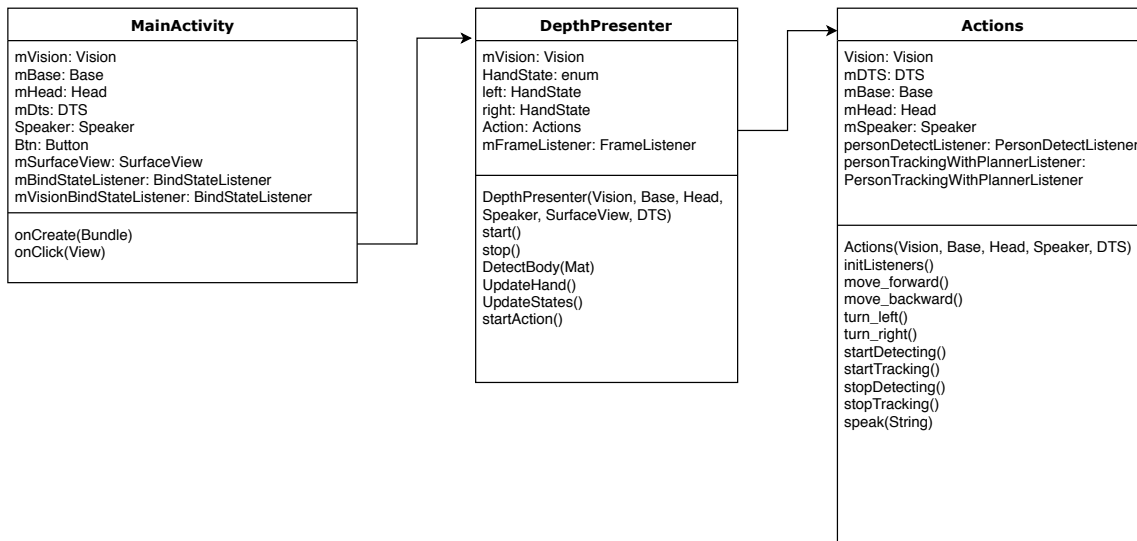 MainActivity
mVision: Vision
mBase: Base
mHead: Head
mDts: DTS
Speaker: Speaker
Btn: Button
mSurfaceView: SurfaceView
mBindStateListener: BindStateListener
mVisionBindStateListener: BindStateListener
onCreate(Bundle)
onClick(View)
DepthPresenter
mVision: Vision
HandState: enum
left: HandState
right: HandState
Action: Actions
mFrameListener: FrameListener
DepthPresenter(Vision, Base, Head,
Speaker, SurfaceView, DTS)
start()
stop()
DetectBody(Mat)
UpdateHand()
UpdateStates()
startAction()
Actions
Vision: Vision
mDTS: DTS
mBase: Base
mHead: Head
mSpeaker: Speaker
personDetectListener: PersonDetectListener
personTrackingWithPlannerListener:
PersonTrackingWithPlannerListener
Actions(Vision, Base, Head, Speaker, DTS)
initListeners()
move_forward()
move_backward()
turn_left()
turn_right()
startDetecting()
startTracking()
stopDetecting()
stopTracking()
speak(String)